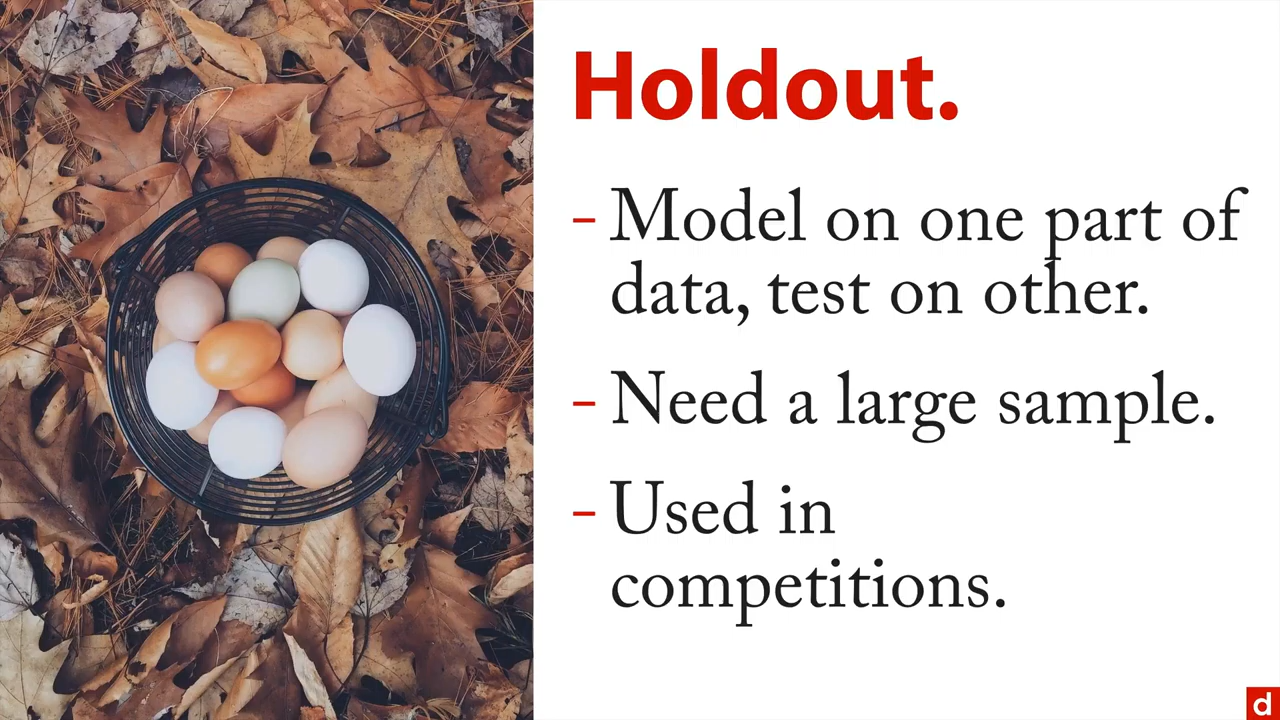 Holdout.
- Model on one part of
data, test on other.
- Need a large sample.
- Used in
competitions.
d